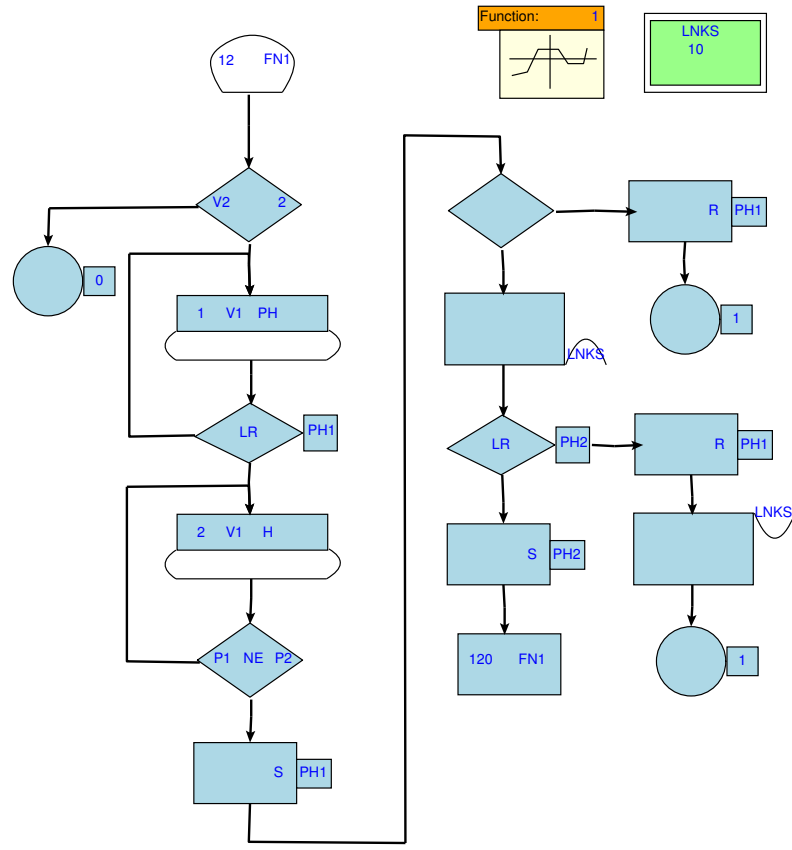 Function: 1
LNKS
10
12 FN1
V2 2
0
1 V1 PH
LR PH1
2 V1 H
P1 NE P2
S PH1
R PH1
1
LNKS
LR PH2
R PH1
LNKS
S PH2
120 FN1
1